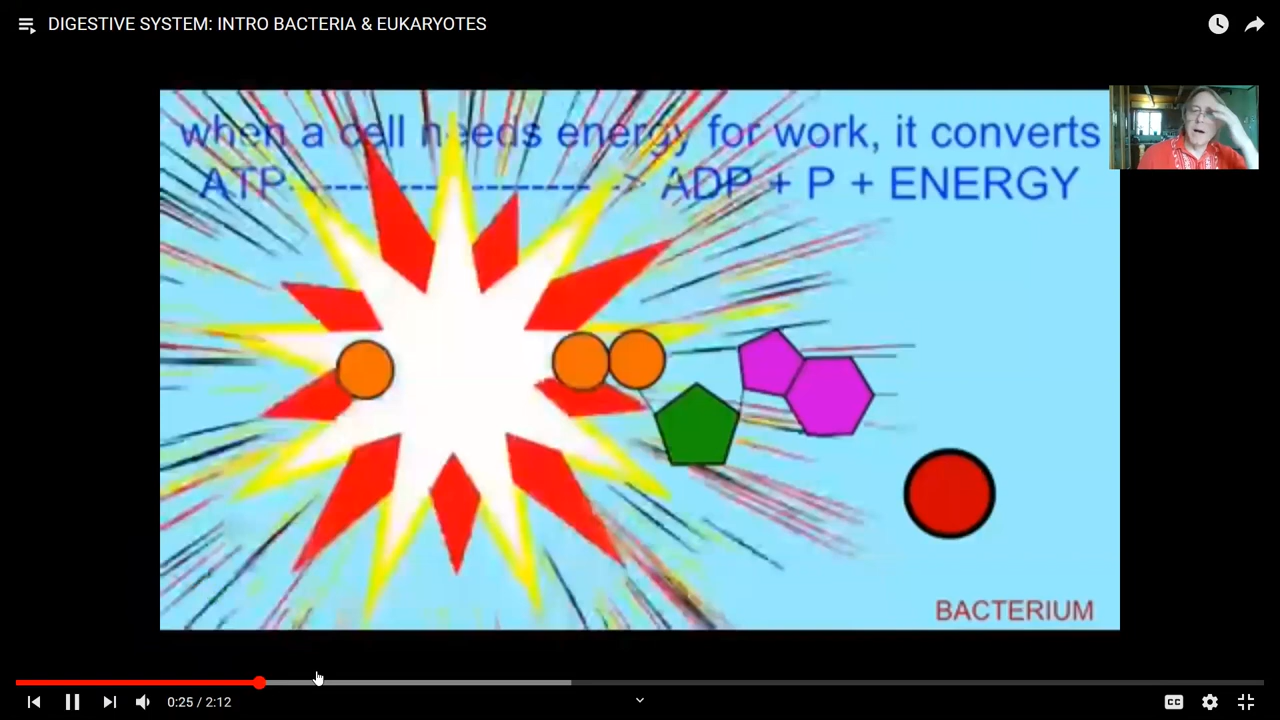 DIGESTIVE SYSTEM: INTRO BACTERIA & EUKARYOTES
when a cell needs energy for work, it converts
ATP--------------------> ADP + P + ENERGY
BACTERIUM
0:25 / 2:12
CC